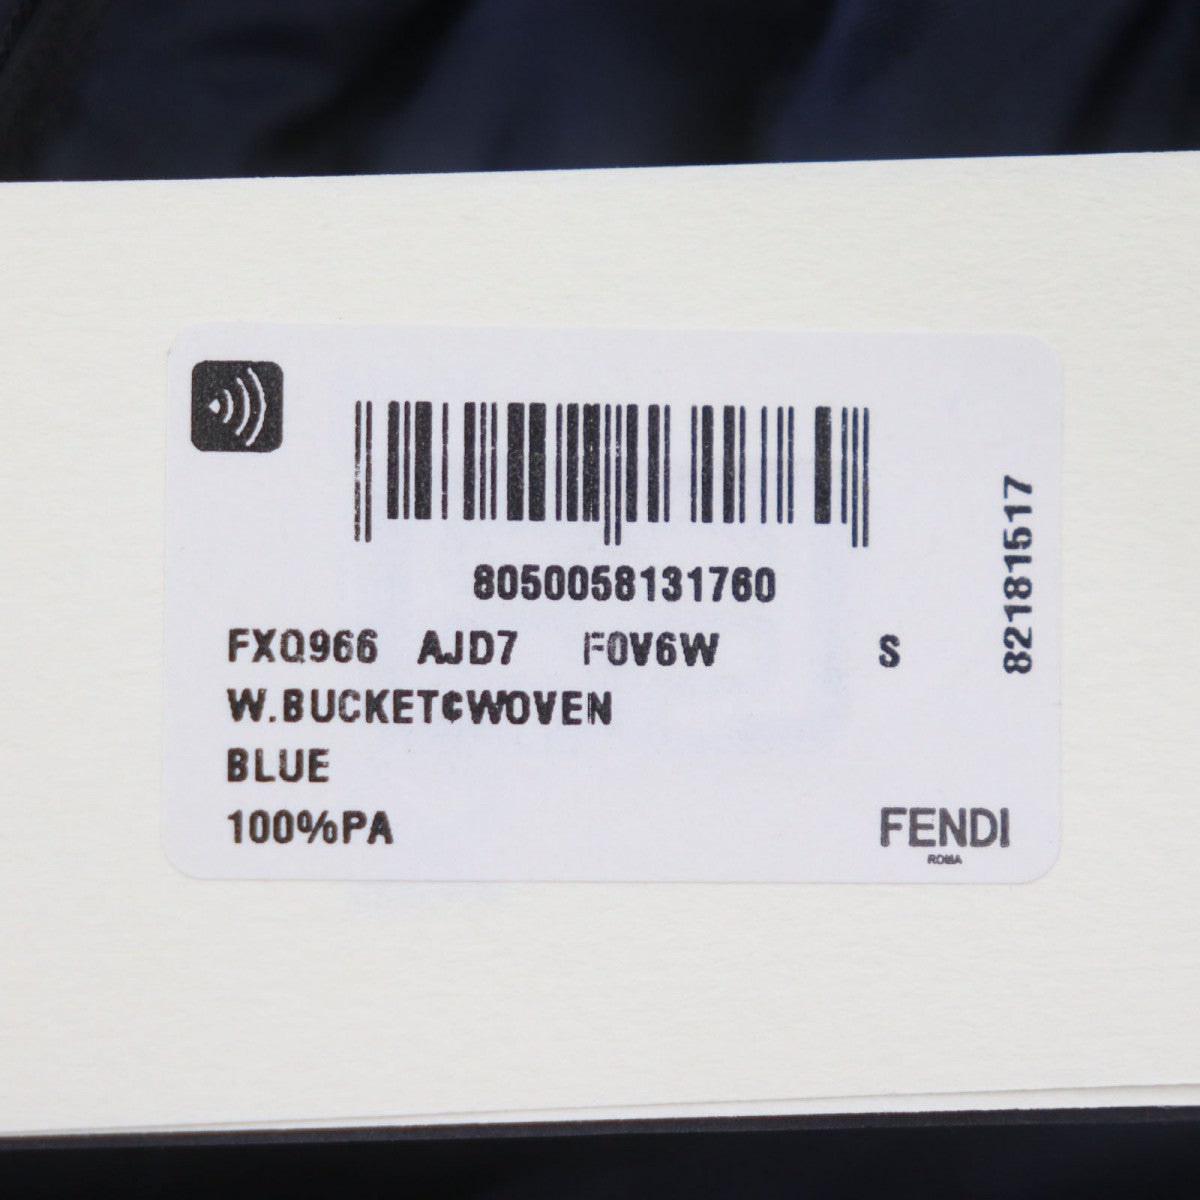 8050058131760
FXQ966 AJD7 F0V6W S
W.BUCKET¢WOVEN
BLUE
100%PA
82181517
FENDI
ROMA